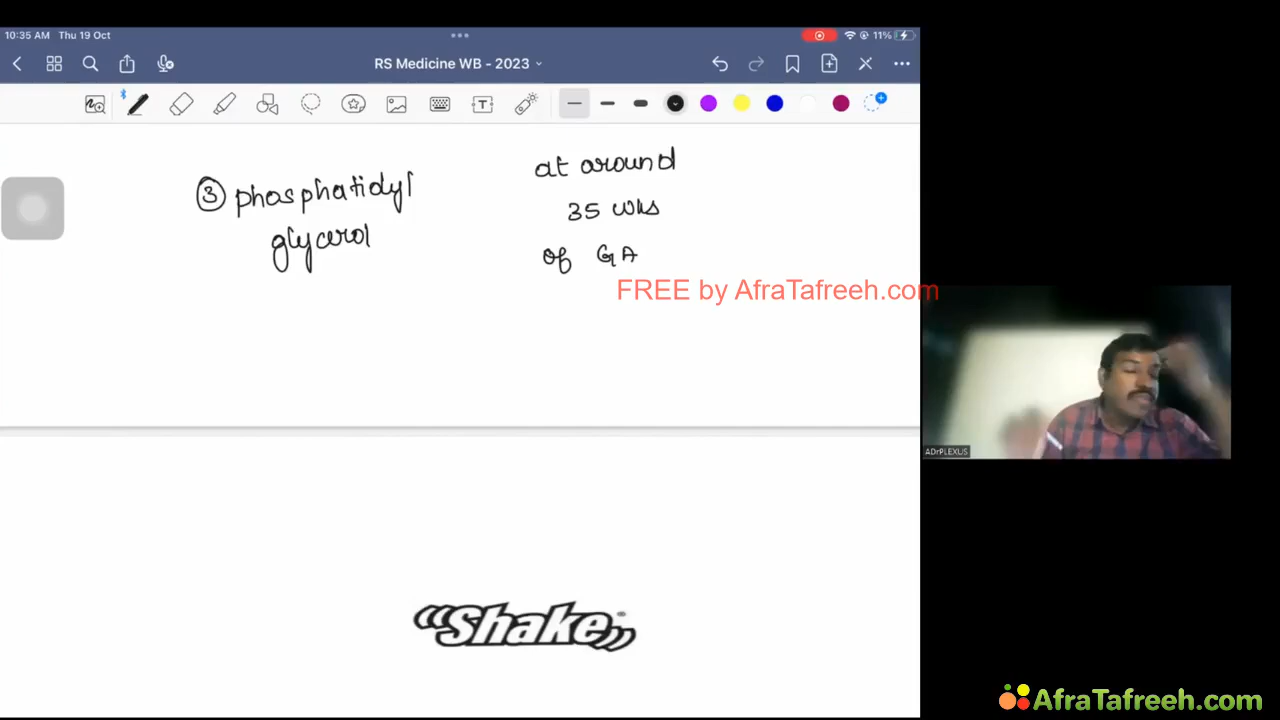 10:35 AM Thu 19 Oct
11%
RS Medicine WB - 2023
T
③ phosphatidyl
glycerol
at around
35 wks
of GA
FREE by AfraTafreeh.com
ADrPLEXUS
Shake
AfraTafreeh.com